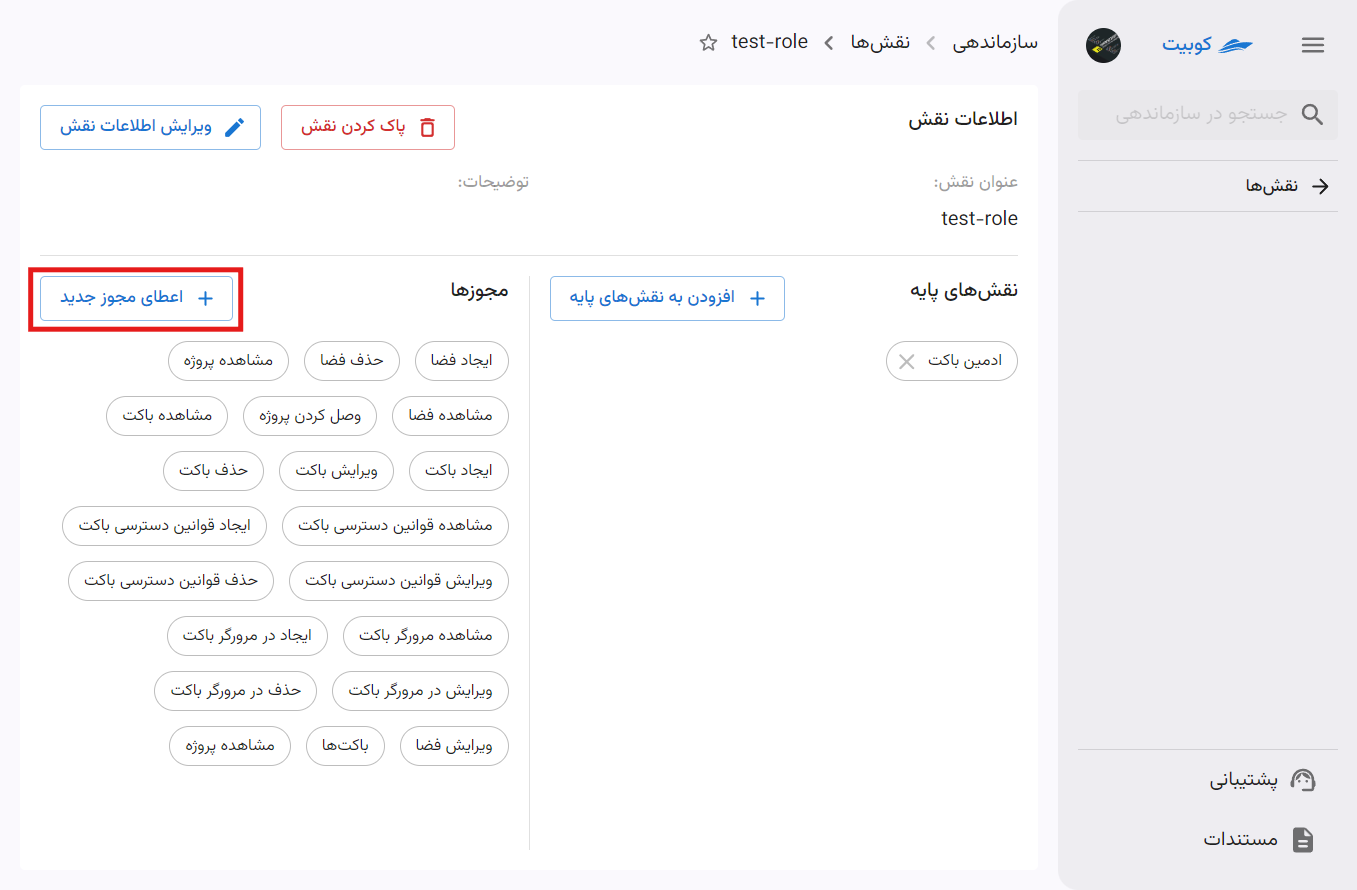 کوبیت
جستجو در سازماندهی
نقش‌ها
پشتیبانی
مستندات
سازماندهی > نقش‌ها > test-role
اطلاعات نقش
پاک کردن نقش
ویرایش اطلاعات نقش
عنوان نقش:
test-role
توضیحات:
نقش‌های پایه
افزودن به نقش‌های پایه
ادمین باکت
مجوزها
اعطای مجوز جدید
ایجاد فضا حذف فضا مشاهده پروژه
مشاهده فضا وصل کردن پروژه مشاهده باکت
ایجاد باکت ویرایش باکت حذف باکت
مشاهده قوانین دسترسی باکت ایجاد قوانین دسترسی باکت
ویرایش قوانین دسترسی باکت حذف قوانین دسترسی باکت
مشاهده مرورگر باکت ایجاد در مرورگر باکت
ویرایش در مرورگر باکت حذف در مرورگر باکت
ویرایش فضا باکت‌ها مشاهده پروژه